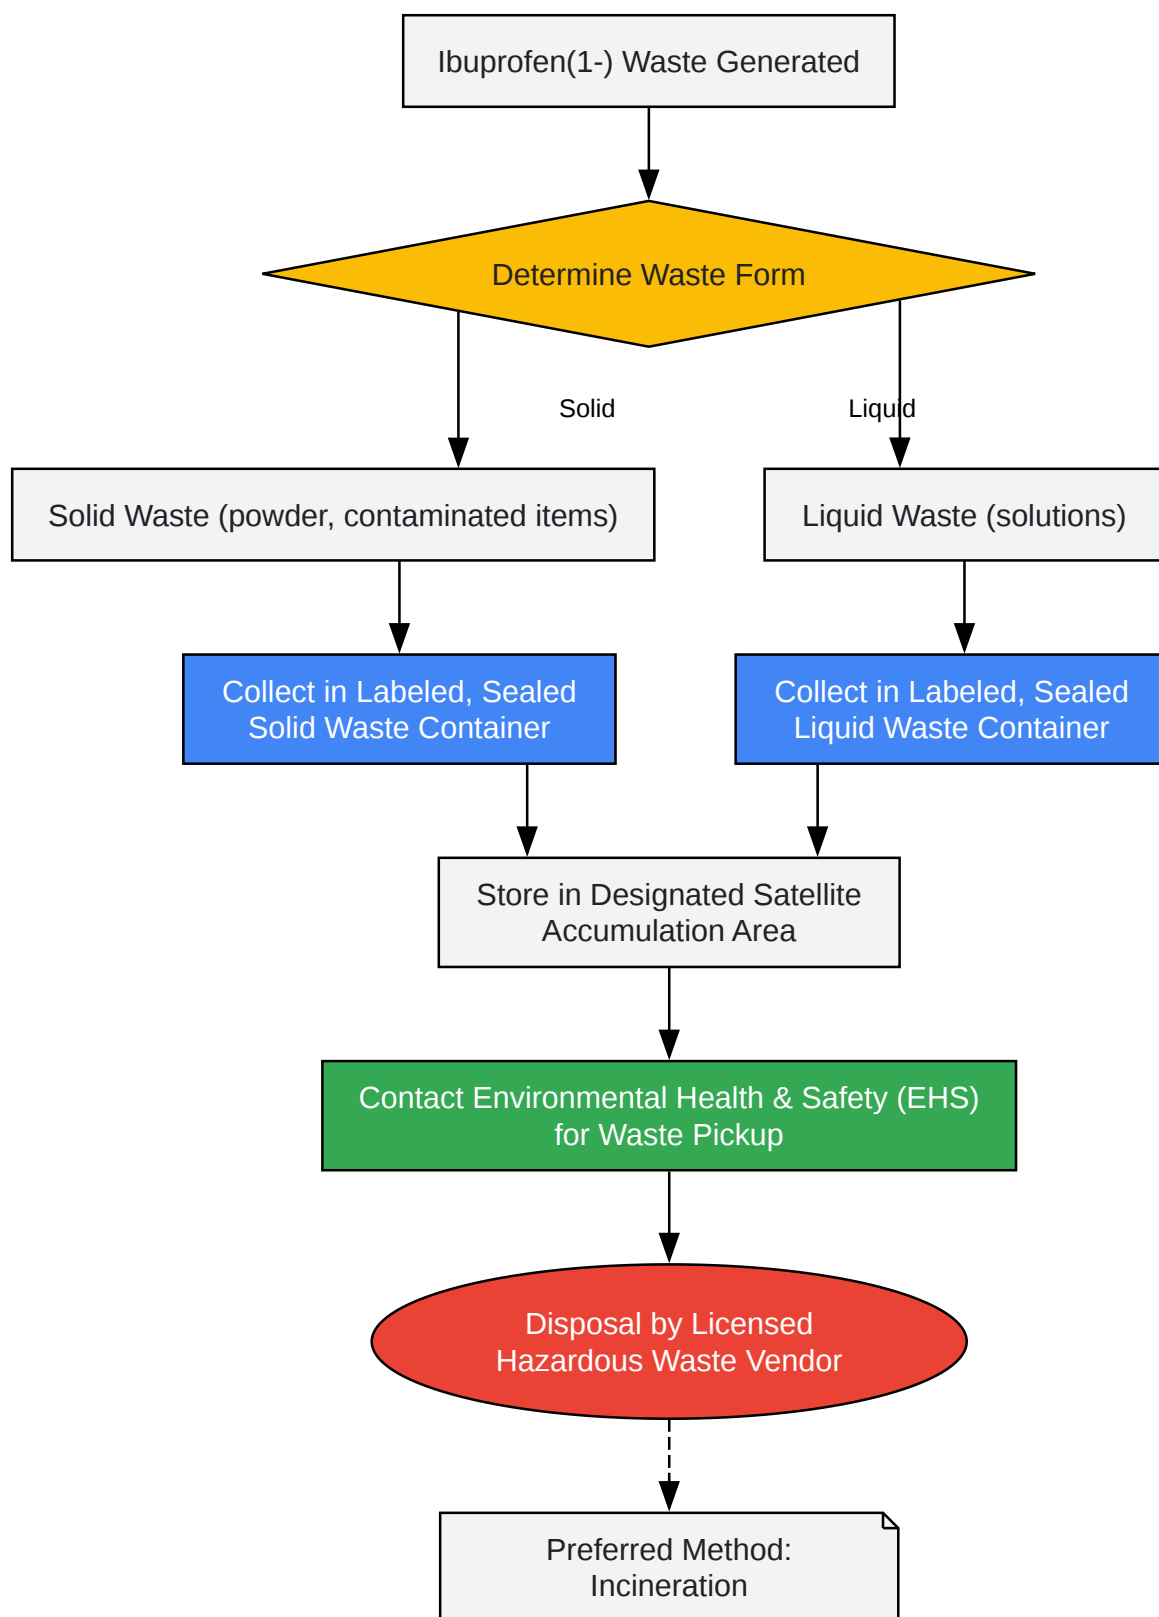 Ibuprofen(1-) Waste Generated
Determine Waste Form
Solid
Liquid
Solid Waste (powder, contaminated items)
Liquid Waste (solutions)
Collect in Labeled, Sealed
Solid Waste Container
Collect in Labeled, Sealed
Liquid Waste Container
Store in Designated Satellite
Accumulation Area
Contact Environmental Health & Safety (EHS)
for Waste Pickup
Disposal by Licensed
Hazardous Waste Vendor
Preferred Method:
Incineration